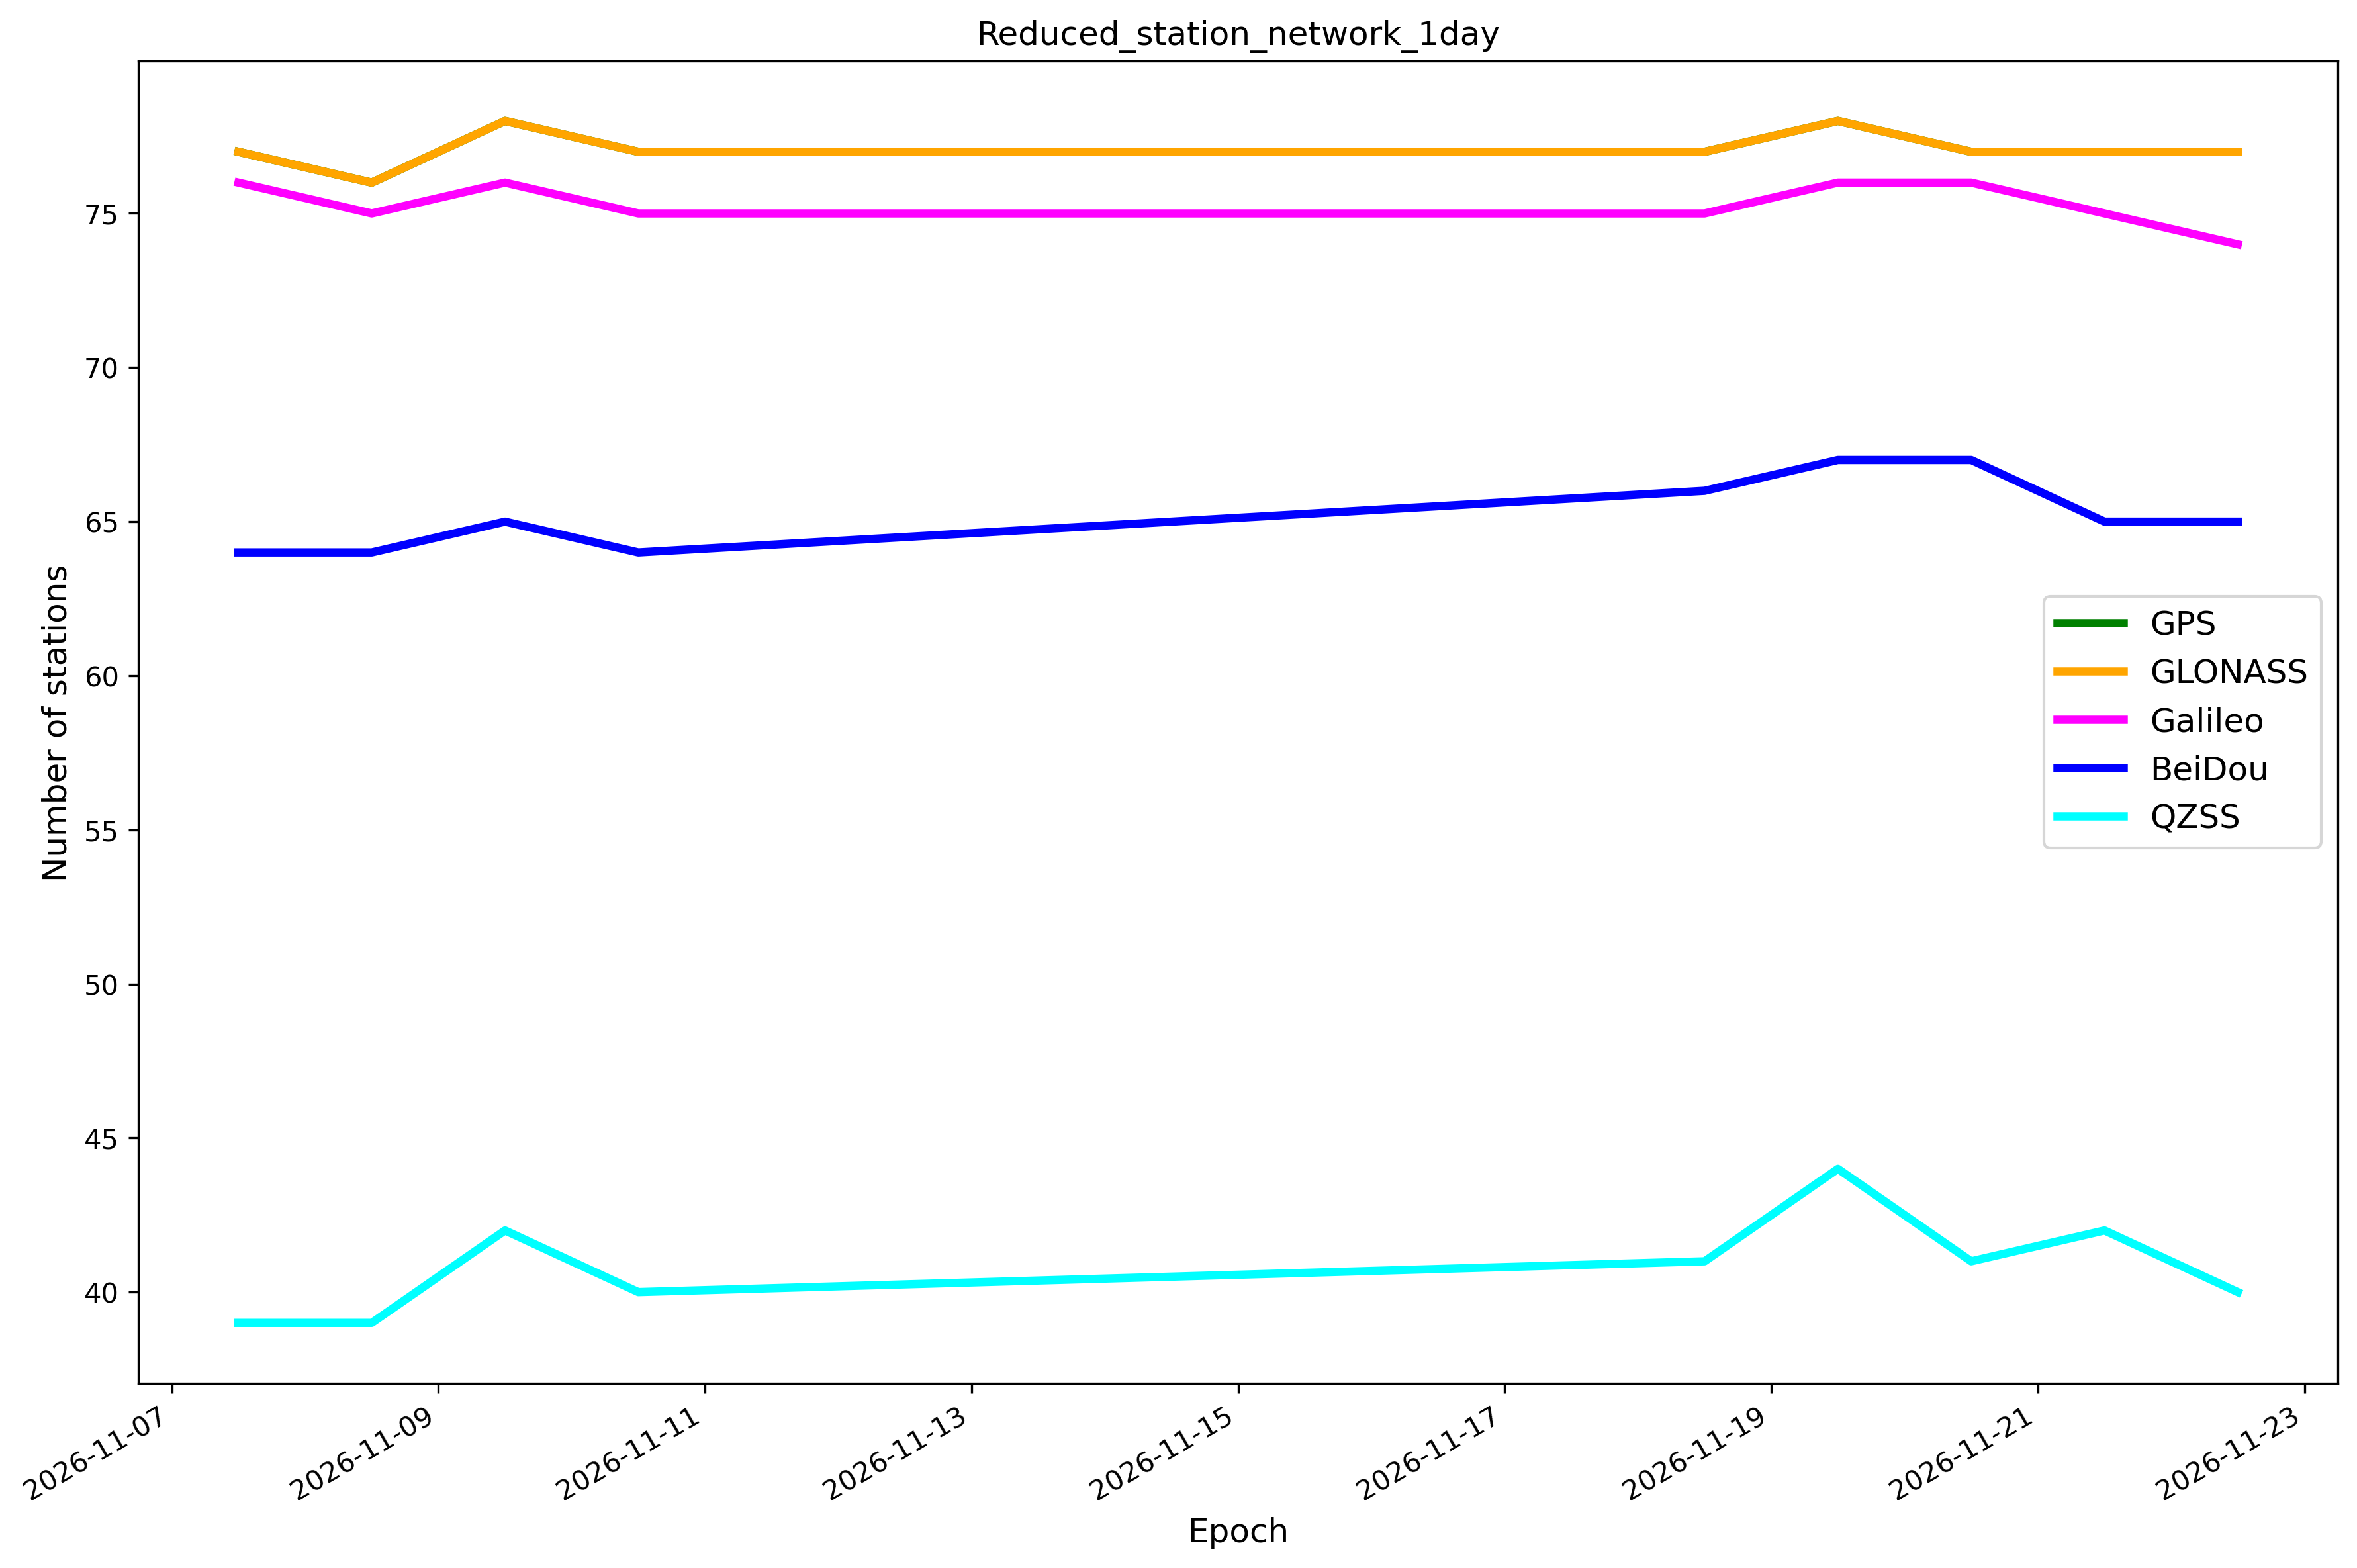 Reduced_station_network_1day
Number of stations
75
70
65
60
55
50
45
40
GPS
GLONASS
Galileo
BeiDou
QZSS
2026-11-07
2026-11-09
2026-11-11
2026-11-13
2026-11-15
2026-11-17
2026-11-19
2026-11-21
2026-11-23
Epoch